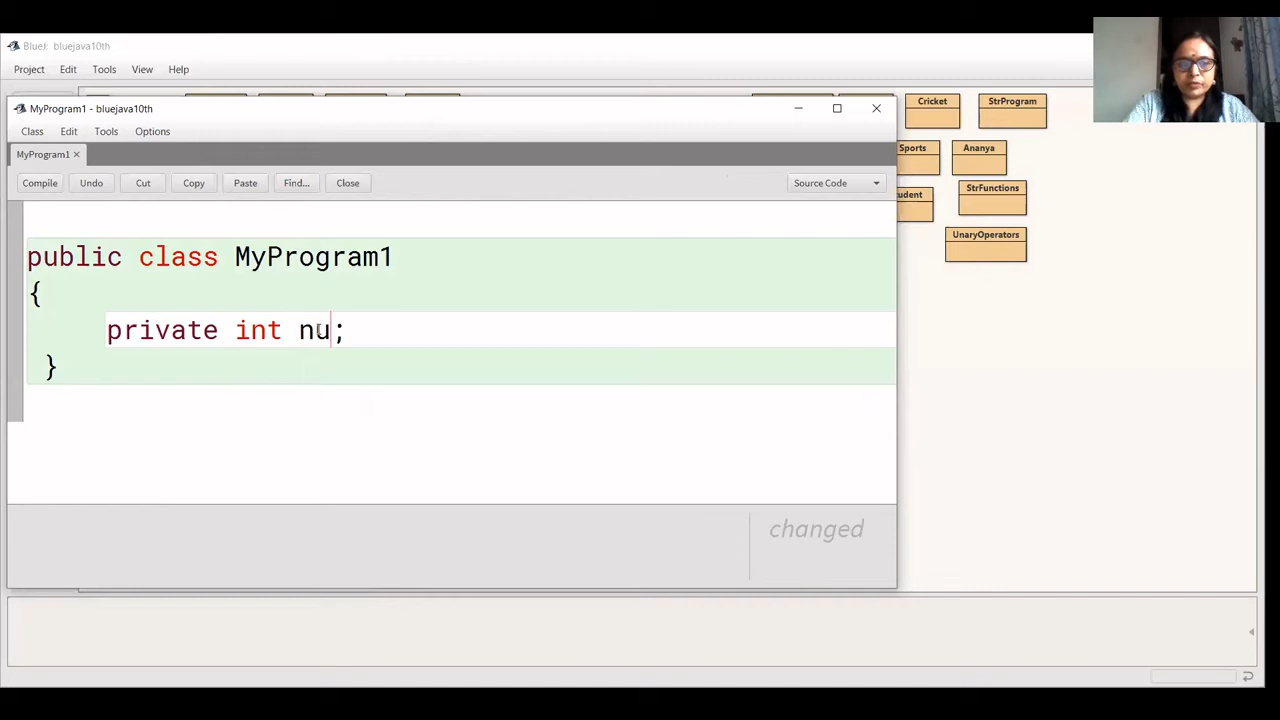 BlueJ: bluejava10th
Project Edit Tools View Help
MyProgram1 - bluejava10th
Class Edit Tools Options
MyProgram1
Compile Undo Cut Copy Paste Find... Close Source Code
public class MyProgram1
{
private int nu;
}
changed
Cricket StrProgram
Sports Ananya
StrFunctions
UnaryOperators